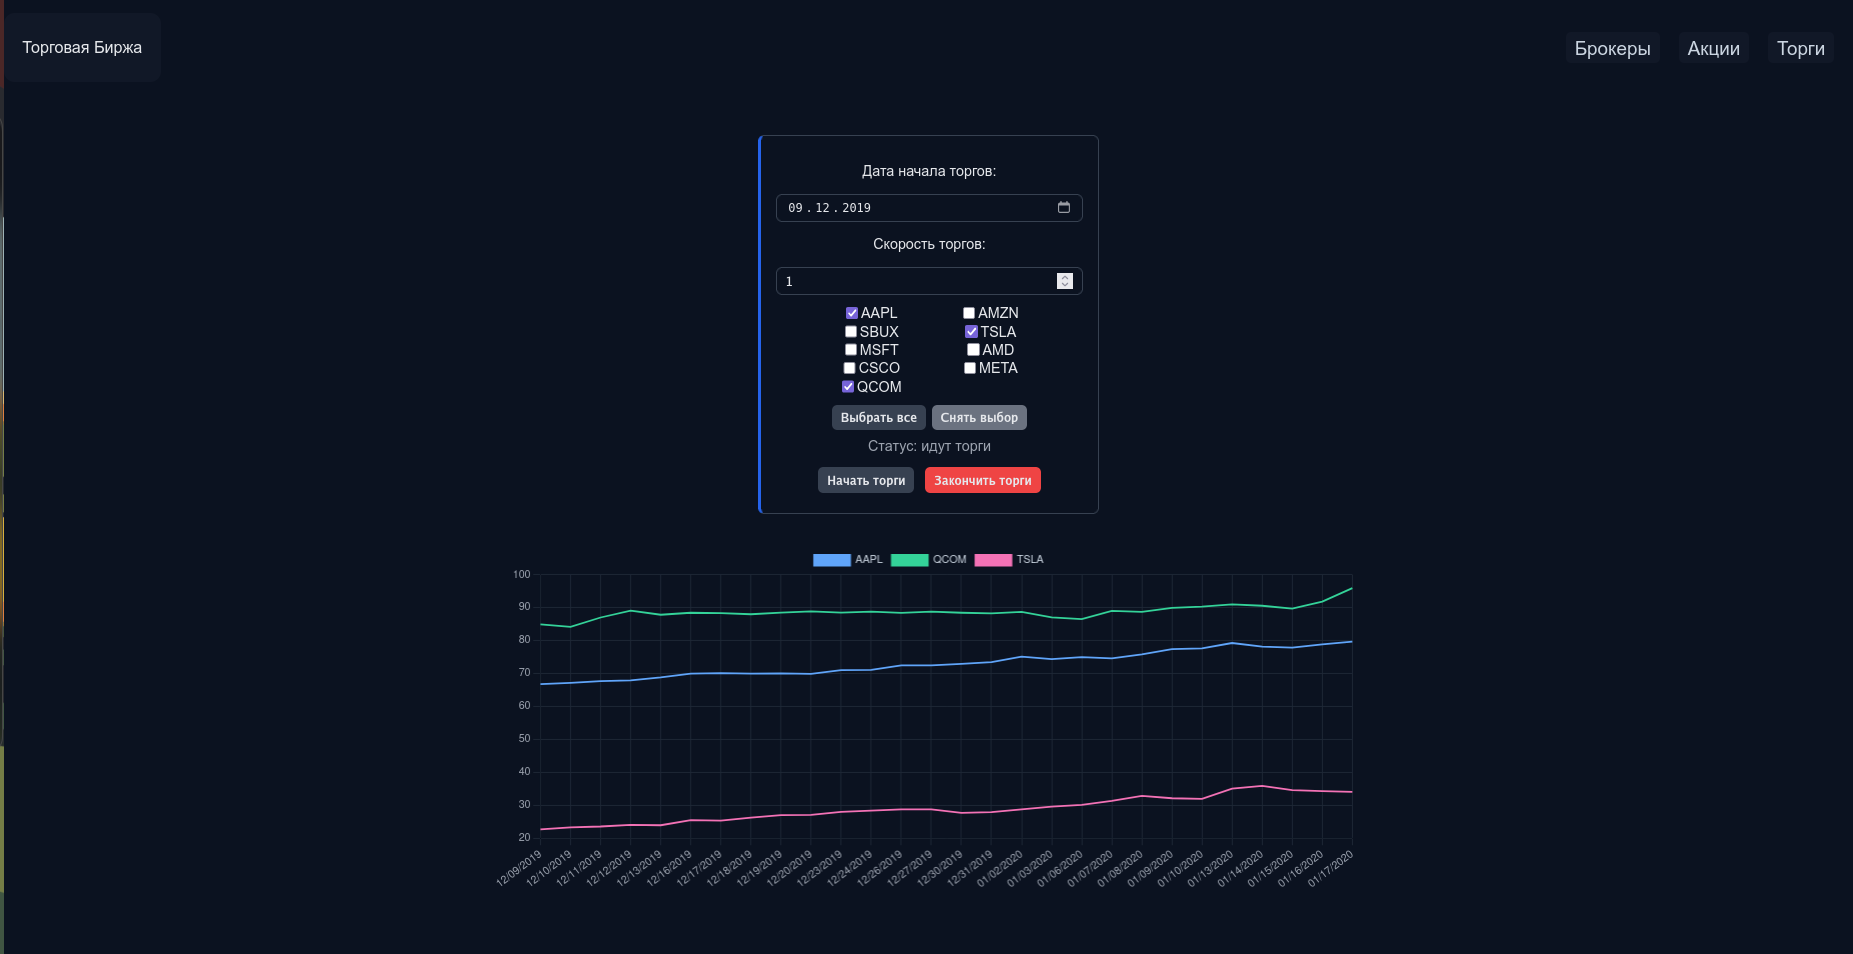 Торговая Биржа
Брокеры Акции Торги
Дата начала торгов:
09.12.2019
Скорость торгов:
1
AAPL AMZN
SBUX TSLA
MSFT AMD
CSCO META
QCOM
Выбрать все Снять выбор
Статус: идут торги
Начать торги Закончить торги
AAPL QCOM TSLA
100
90
80
70
60
50
40
30
20
12/09/2019 12/10/2019 12/11/2019 12/12/2019 12/13/2019 12/16/2019 12/17/2019 12/18/2019 12/19/2019 12/20/2019 12/23/2019 12/24/2019 12/26/2019 12/27/2019 12/30/2019 12/31/2019 01/02/2020 01/03/2020 01/06/2020 01/07/2020 01/08/2020 01/09/2020 01/10/2020 01/13/2020 01/14/2020 01/15/2020 01/16/2020 01/17/2020